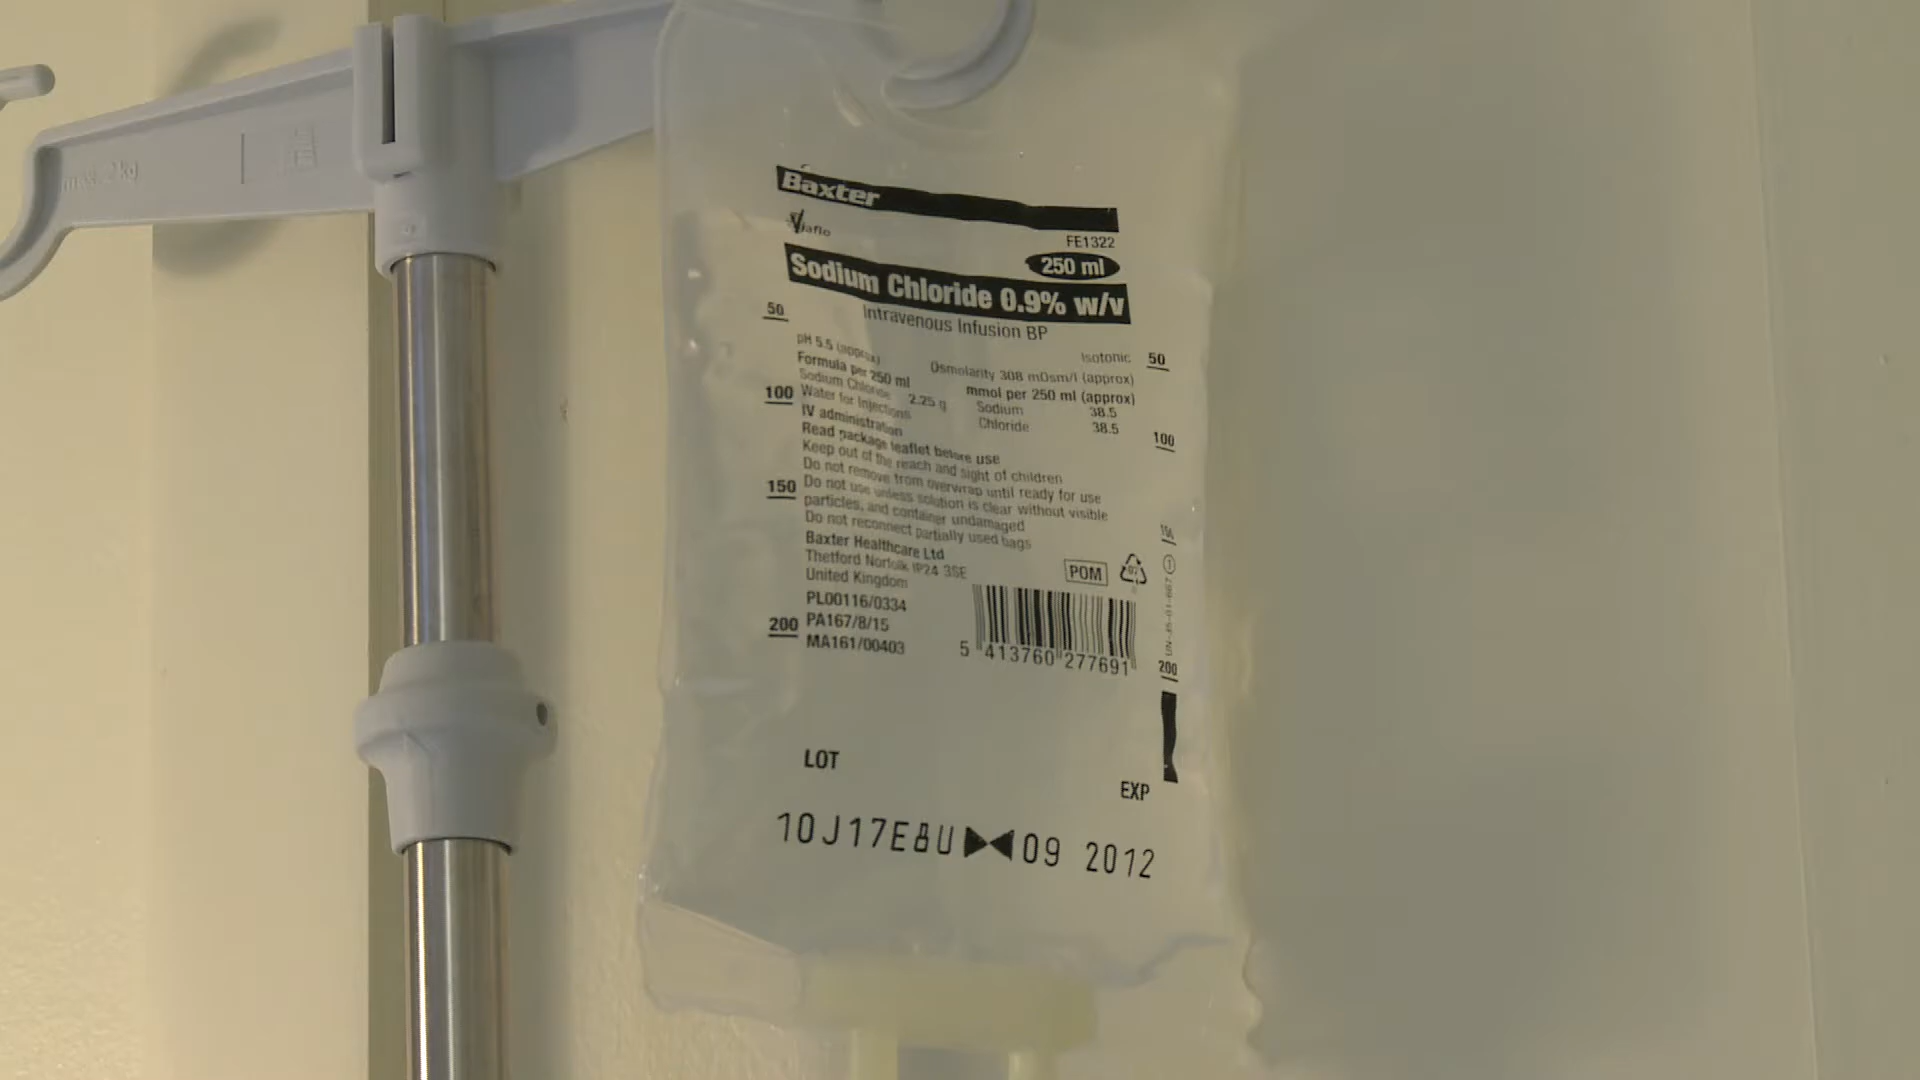 max. 2 kg
Baxter
Viaflo
FE1322
250 ml
Sodium Chloride 0.9% w/v
Intravenous Infusion BP
50
pH 5.5 (approx)
Isotonic 50
Formula per 250 ml
Osmolarity 308 mOsm/l (approx)
Sodium Chloride 2.25 g
mmol per 250 ml (approx)
100 Water for Injections
Sodium 38.5
Chloride 38.5
IV administration
100
Read package leaflet before use
Keep out of the reach and sight of children
Do not remove from overwrap until ready for use
150 Do not use unless solution is clear without visible
particles, and container undamaged
Do not reconnect partially used bags
150
Baxter Healthcare Ltd
Thetford Norfolk IP24 3SE
United Kingdom
POM
PL00116/0334
200 PA167/8/15
MA161/00403
5 413760 277691
200
LOT
EXP
10J17E8U 09 2012